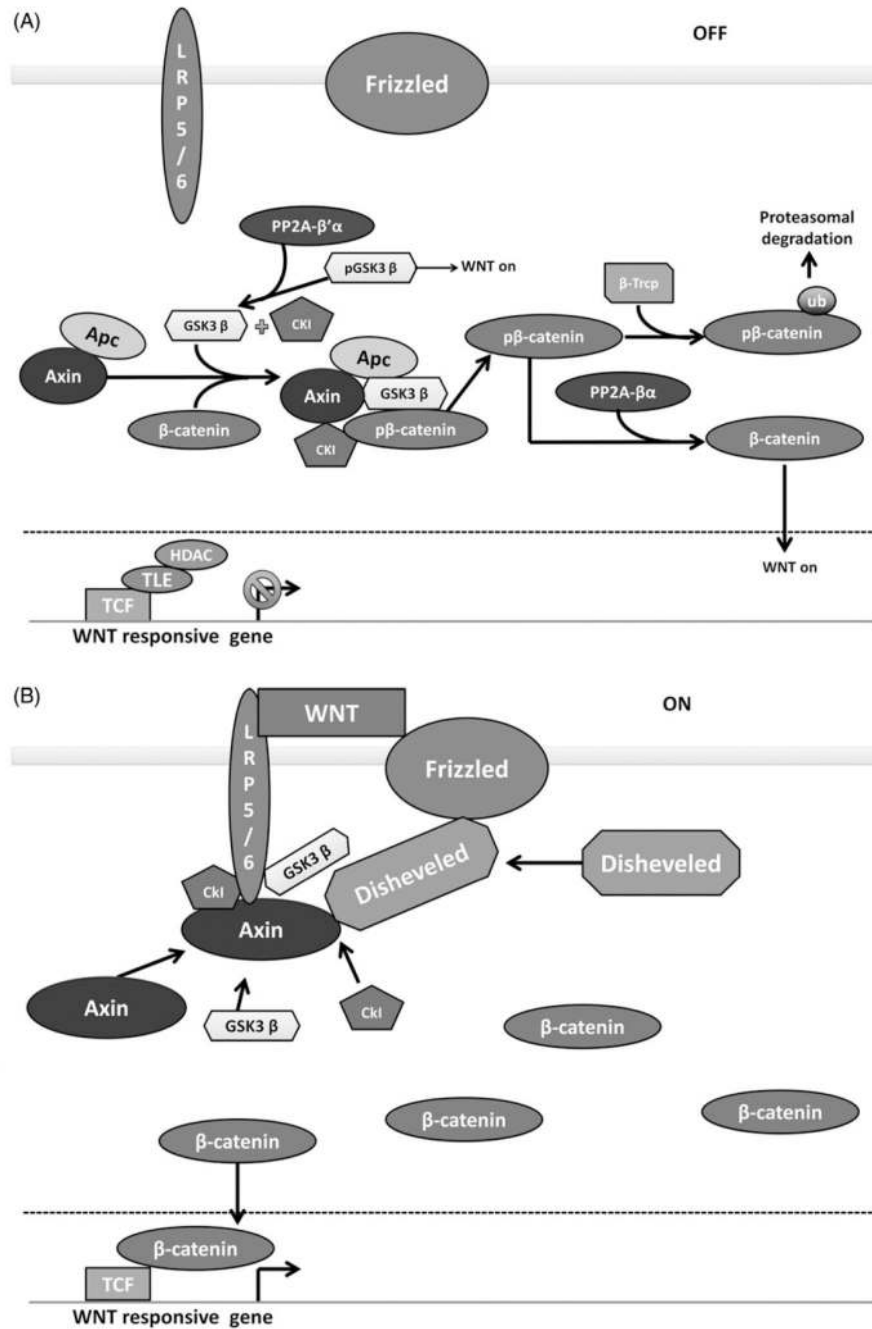 (A)
OFF
LRP5/6
Frizzled
PP2A-β'α
pGSK3 β
WNT on
Proteasomal
degradation
β-Trcp
ub
GSK3 β
CKI
Apc
Axin
pβ-catenin
pβ-catenin
Apc
Axin
GSK3 β
PP2A-βα
β-catenin
pβ-catenin
β-catenin
CKI
HDAC
TLE
TCF
WNT on
WNT responsive gene
(B)
ON
LRP5/6
WNT
Frizzled
GSK3 β
Disheveled
Disheveled
CkI
Axin
Axin
GSK3 β
CkI
β-catenin
β-catenin
β-catenin
β-catenin
β-catenin
TCF
WNT responsive gene